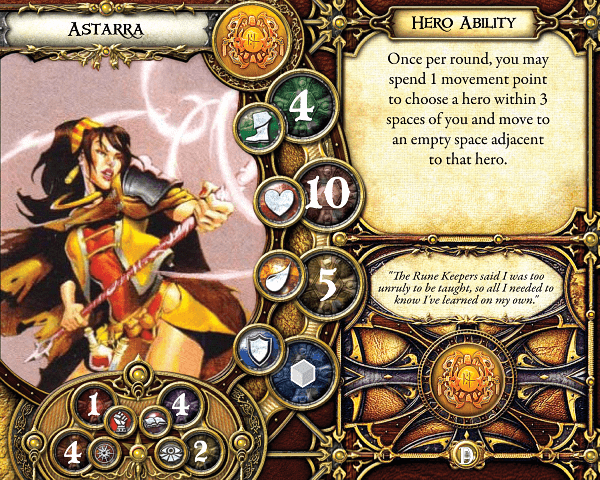 Astarra
4
10
5
1
4
4
2
Hero Ability
Once per round, you may
spend 1 movement point
to choose a hero within 3
spaces of you and move to
an empty space adjacent
to that hero.
"The Rune Keepers said I was too
unruly to be taught, so all I needed to
know I've learned on my own."